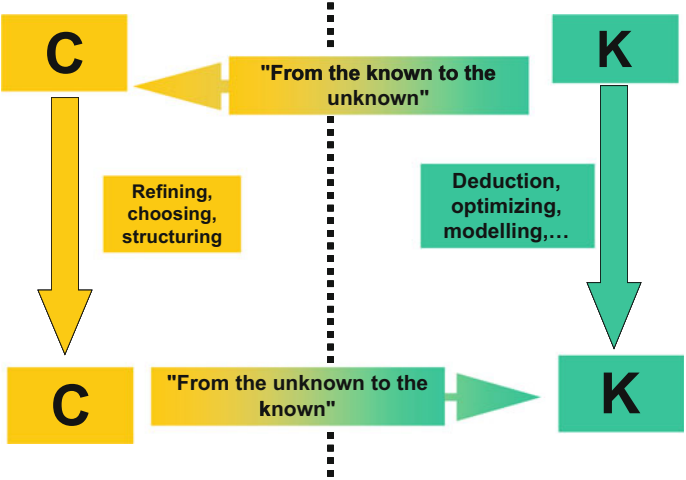 C
"From the known to the
unknown"
K
Refining,
choosing,
structuring
Deduction,
optimizing,
modelling,…
C
"From the unknown to the
known"
K